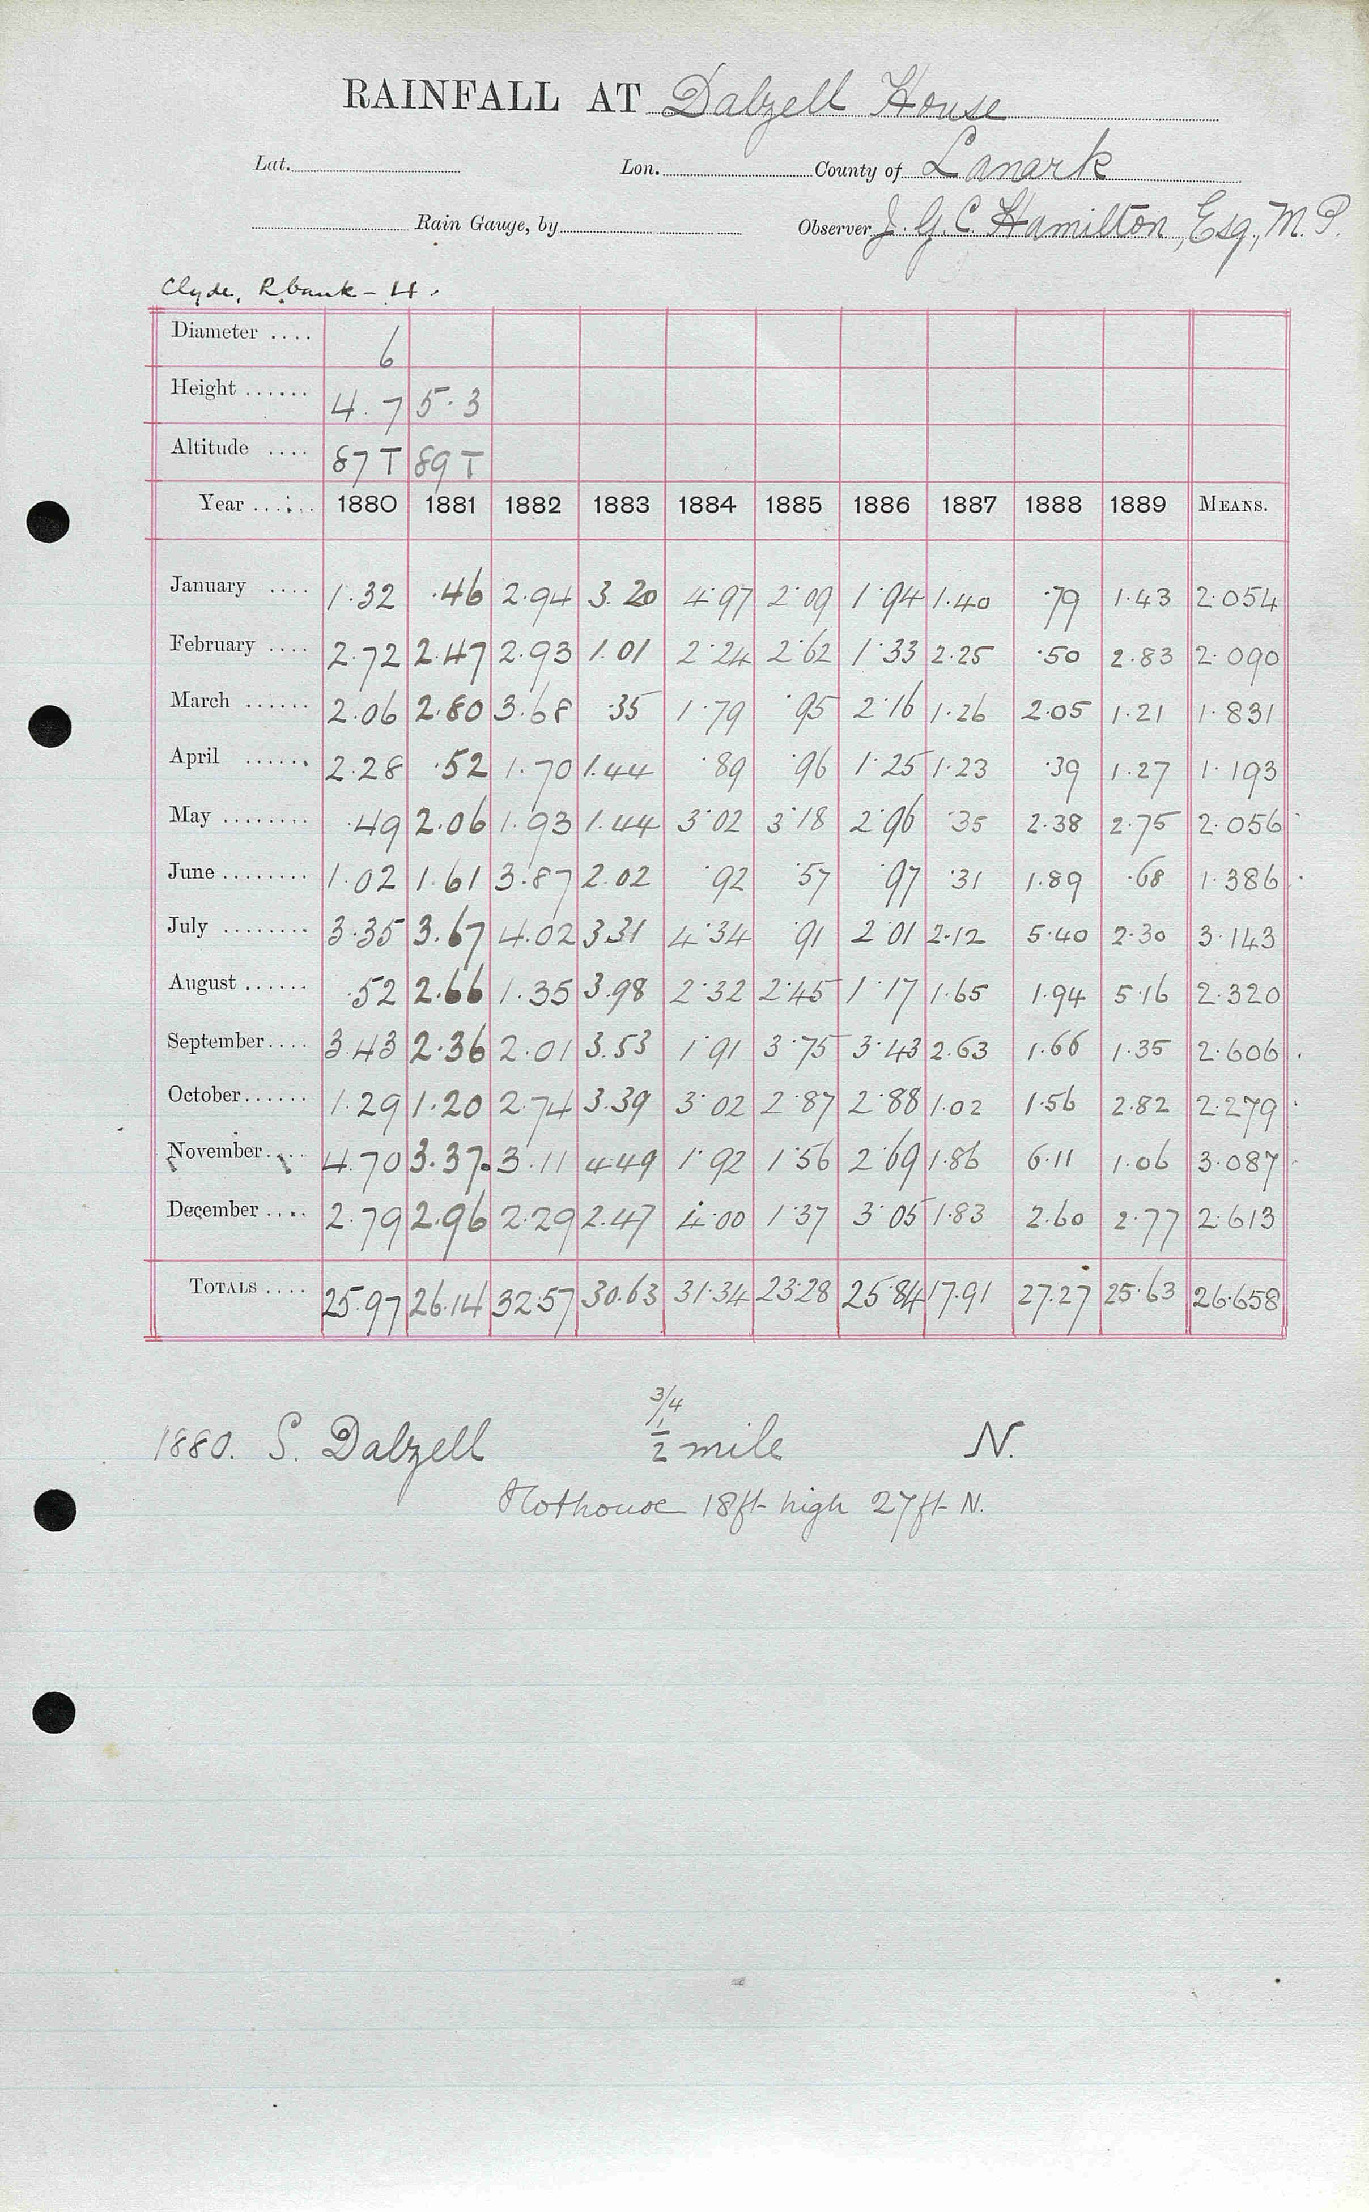 RAINFALL AT Dalzell House
Lat. Lon. County of Lanark
Rain Gauge, by Observer J. G. C. Hamilton, Esq., M.P.
Clyde, R. bank - 4.
Diameter .... 6
Height ...... 4.7 5.3
Altitude .... 87 T 89 T
Year ...... 1880 1881 1882 1883 1884 1885 1886 1887 1888 1889 MEANS.
January .... 1.32 .46 2.94 3.20 4.97 2.09 1.94 1.40 .79 1.43 2.054
February .... 2.72 2.47 2.93 1.01 2.24 2.62 1.33 2.25 .50 2.83 2.090
March ...... 2.06 2.80 3.68 .35 1.79 .95 2.16 1.26 2.05 1.21 1.831
April ...... 2.28 .52 1.70 1.44 .89 .96 1.25 1.23 .39 1.27 1.193
May ........ .49 2.06 1.93 1.44 3.02 3.18 2.96 .35 2.38 2.75 2.056
June ........ 1.02 1.61 3.87 2.02 .92 .57 .97 .31 1.89 .68 1.386
July ........ 3.35 3.67 4.02 3.31 4.34 .91 2.01 2.12 5.40 2.30 3.143
August ...... .52 2.66 1.35 3.98 2.32 2.45 1.17 1.65 1.94 5.16 2.320
September .... 3.43 2.36 2.01 3.53 1.91 3.75 3.43 2.63 1.66 1.35 2.606
October ...... 1.29 1.20 2.74 3.39 3.02 2.87 2.88 1.02 1.56 2.82 2.279
November .... 4.70 3.37 3.11 4.49 1.92 1.56 2.69 1.86 6.11 1.06 3.087
December .... 2.79 2.96 2.29 2.47 4.00 1.37 3.05 1.83 2.60 2.77 2.613
TOTALS .... 25.97 26.14 32.57 30.63 31.34 23.28 25.84 17.91 27.27 25.63 26.658
3/4
1880. S. Dalzell 1/2 mile N.
Hothouse 18ft high 27ft N.